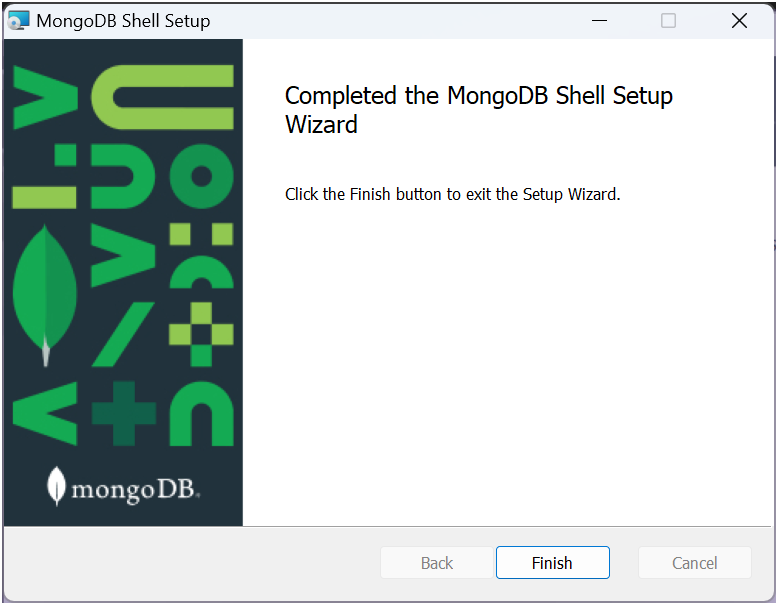 MongoDB Shell Setup
Completed the MongoDB Shell Setup
Wizard
Click the Finish button to exit the Setup Wizard.
mongoDB.
Back
Finish
Cancel